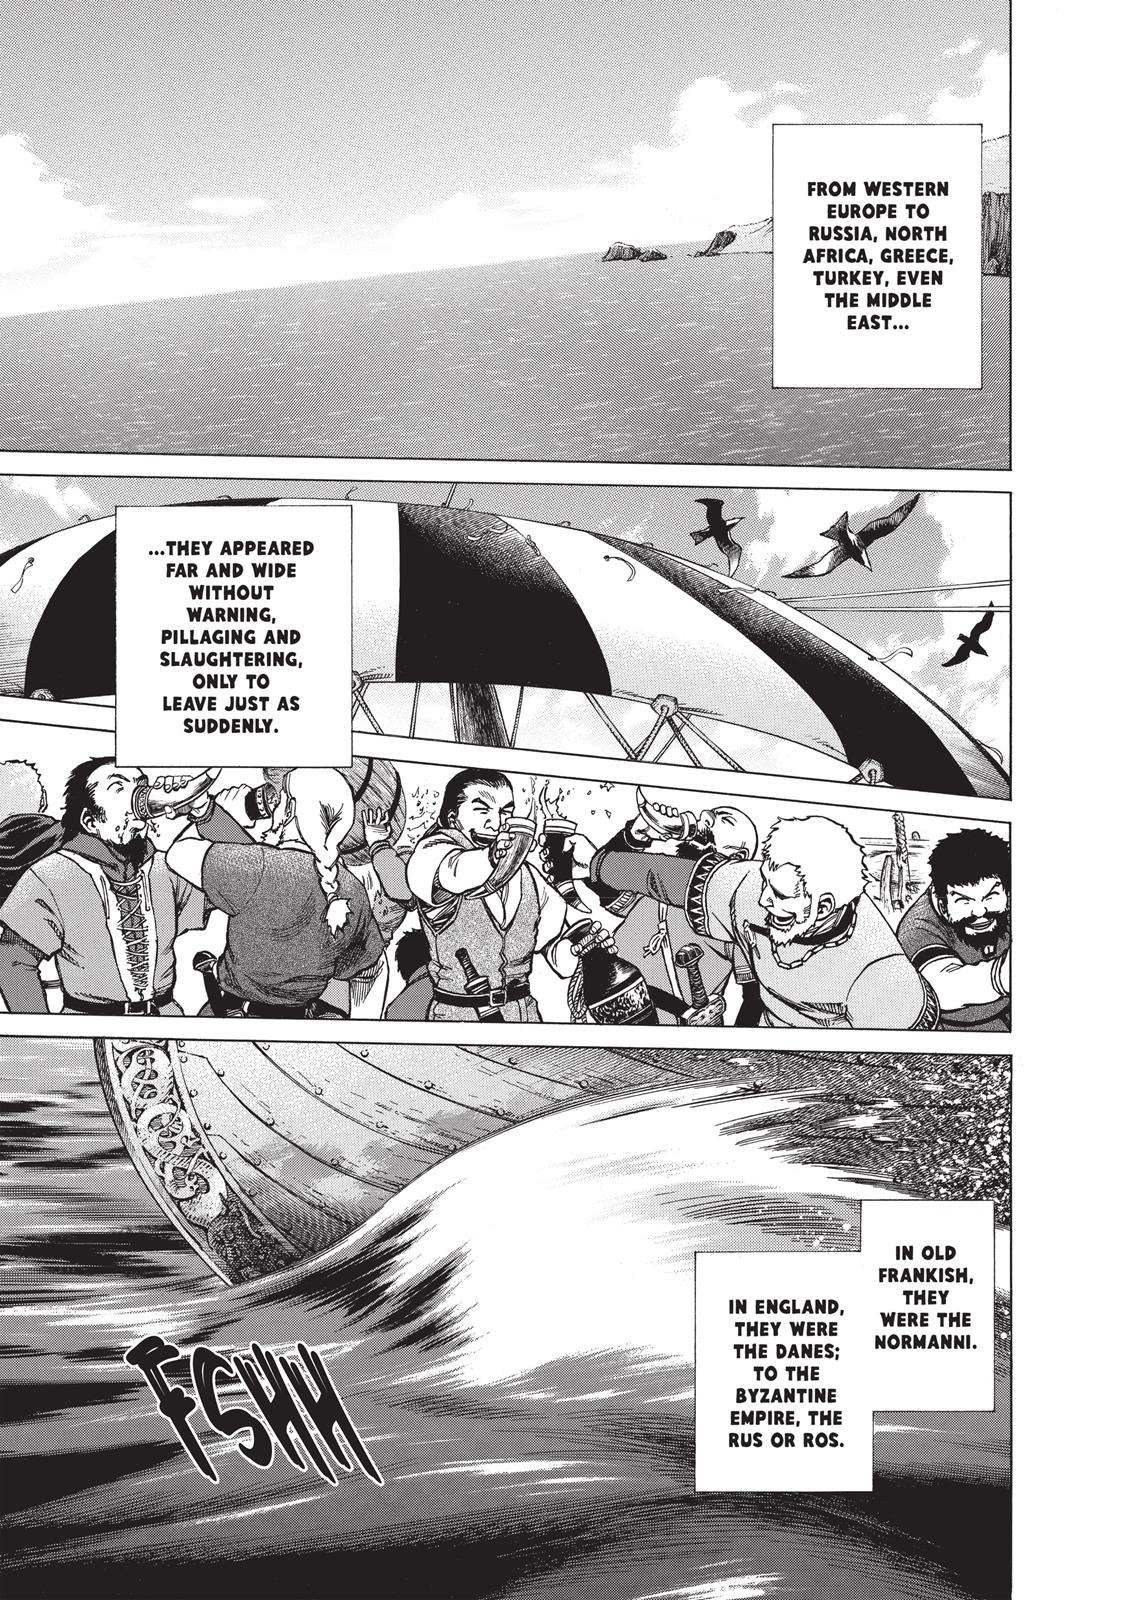 FROM WESTERN
EUROPE TO
RUSSIA, NORTH
AFRICA, GREECE,
TURKEY, EVEN
THE MIDDLE
EAST...
...THEY APPEARED
FAR AND WIDE
WITHOUT
WARNING,
PILLAGING AND
SLAUGHTERING,
ONLY TO
LEAVE JUST AS
SUDDENLY.
IN OLD
FRANKISH,
THEY
WERE THE
NORMANNI.
IN ENGLAND,
THEY WERE
THE DANES;
TO THE
BYZANTINE
EMPIRE, THE
RUS OR ROS.
FSHHH